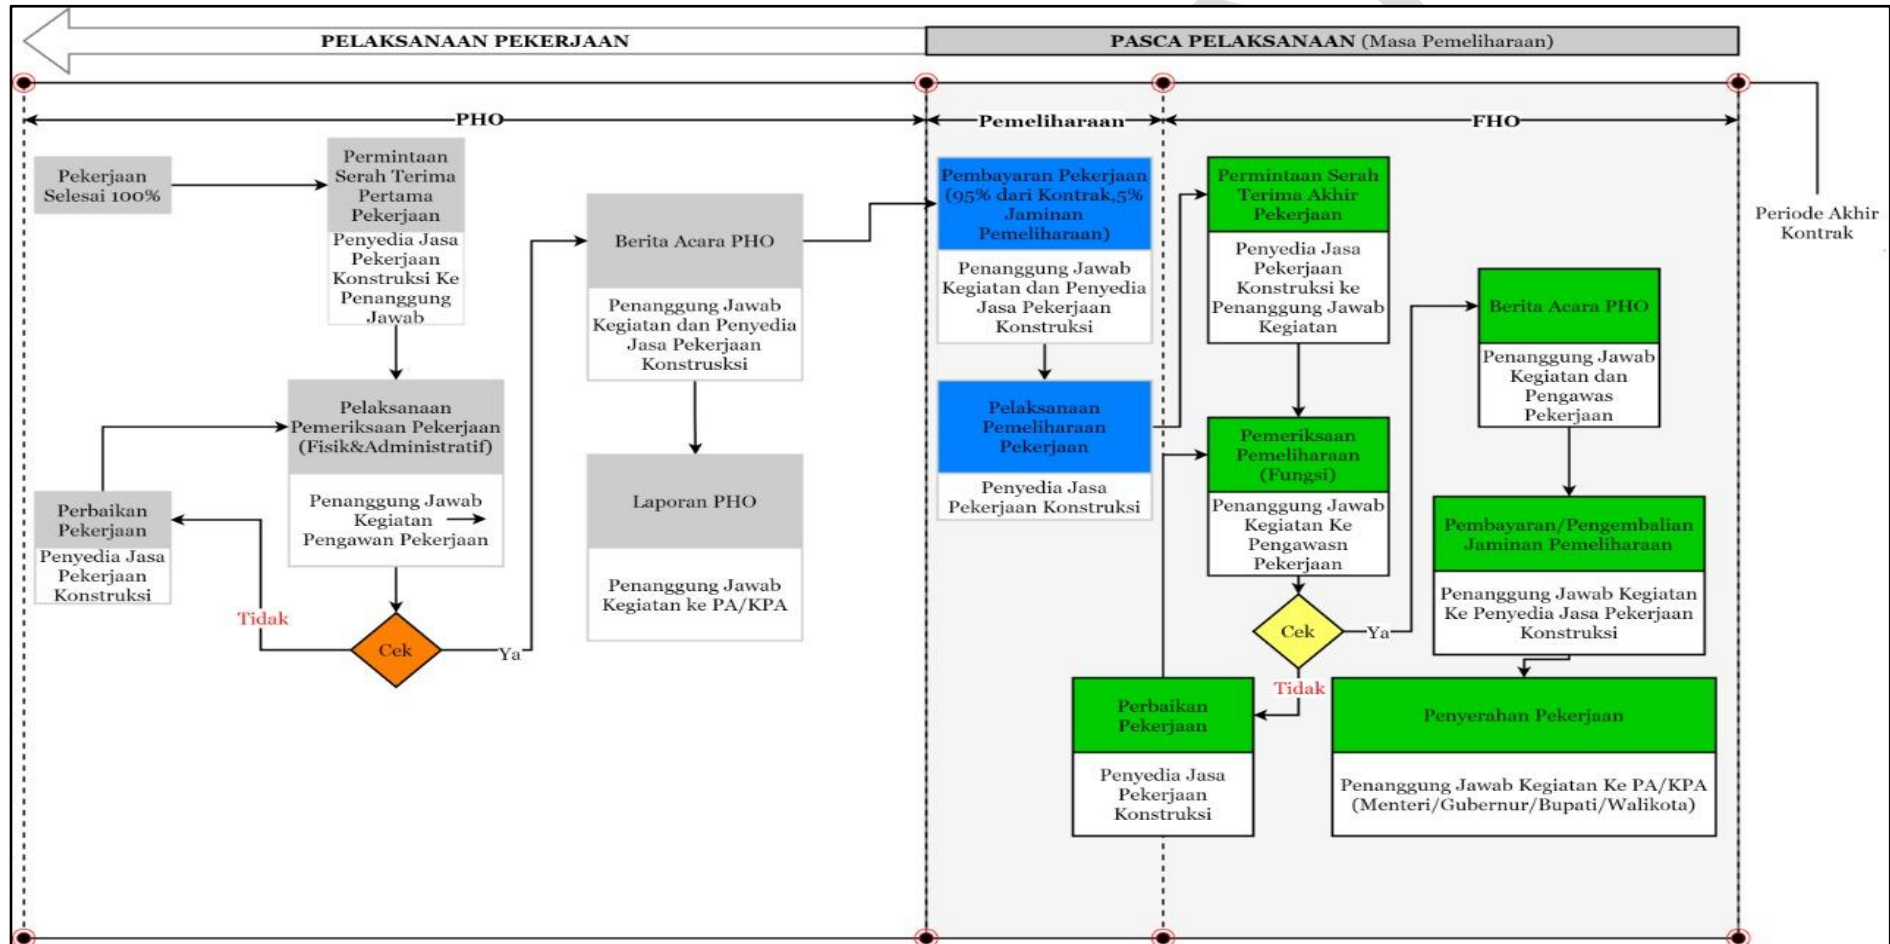 PELAKSANAAN PEKERJAAN
PASCA PELAKSANAAN (Masa Pemeliharaan)
PHO
Pemeliharaan
FHO
Pekerjaan
Selesai 100%
Permintaan
Serah Terima
Pertama
Pekerjaan
Penyedia Jasa
Pekerjaan
Konstruksi Ke
Penanggung
Jawab
Pelaksanaan
Pemeriksaan Pekerjaan
(Fisik&Administratif)
Penanggung Jawab
Kegiatan
Pengawan Pekerjaan
Perbaikan
Pekerjaan
Penyedia Jasa
Pekerjaan
Konstruksi
Tidak
Cek
Ya
Berita Acara PHO
Penanggung Jawab
Kegiatan dan Penyedia
Jasa Pekerjaan
Konstrusksi
Laporan PHO
Penanggung Jawab
Kegiatan ke PA/KPA
Pembayaran Pekerjaan
(95% dari Kontrak,5%
Jaminan
Pemeliharaan)
Penanggung Jawab
Kegiatan dan Penyedia
Jasa Pekerjaan
Konstruksi
Pelaksanaan
Pemeliharaan
Pekerjaan
Penyedia Jasa
Pekerjaan Konstruksi
Permintaan Serah
Terima Akhir
Pekerjaan
Penyedia Jasa
Pekerjaan
Konstruksi ke
Penanggung Jawab
Kegiatan
Pemeriksaan
Pemeliharaan
(Fungsi)
Penanggung Jawab
Kegiatan Ke
Pengawasn
Pekerjaan
Cek
Ya
Tidak
Perbaikan
Pekerjaan
Penyedia Jasa
Pekerjaan
Konstruksi
Berita Acara PHO
Penanggung Jawab
Kegiatan dan
Pengawas
Pekerjaan
Pembayaran/Pengembalian
Jaminan Pemeliharaan
Penanggung Jawab Kegiatan
Ke Penyedia Jasa Pekerjaan
Konstruksi
Penyerahan Pekerjaan
Penanggung Jawab Kegiatan Ke PA/KPA
(Menteri/Gubernur/Bupati/Walikota)
Periode Akhir
Kontrak